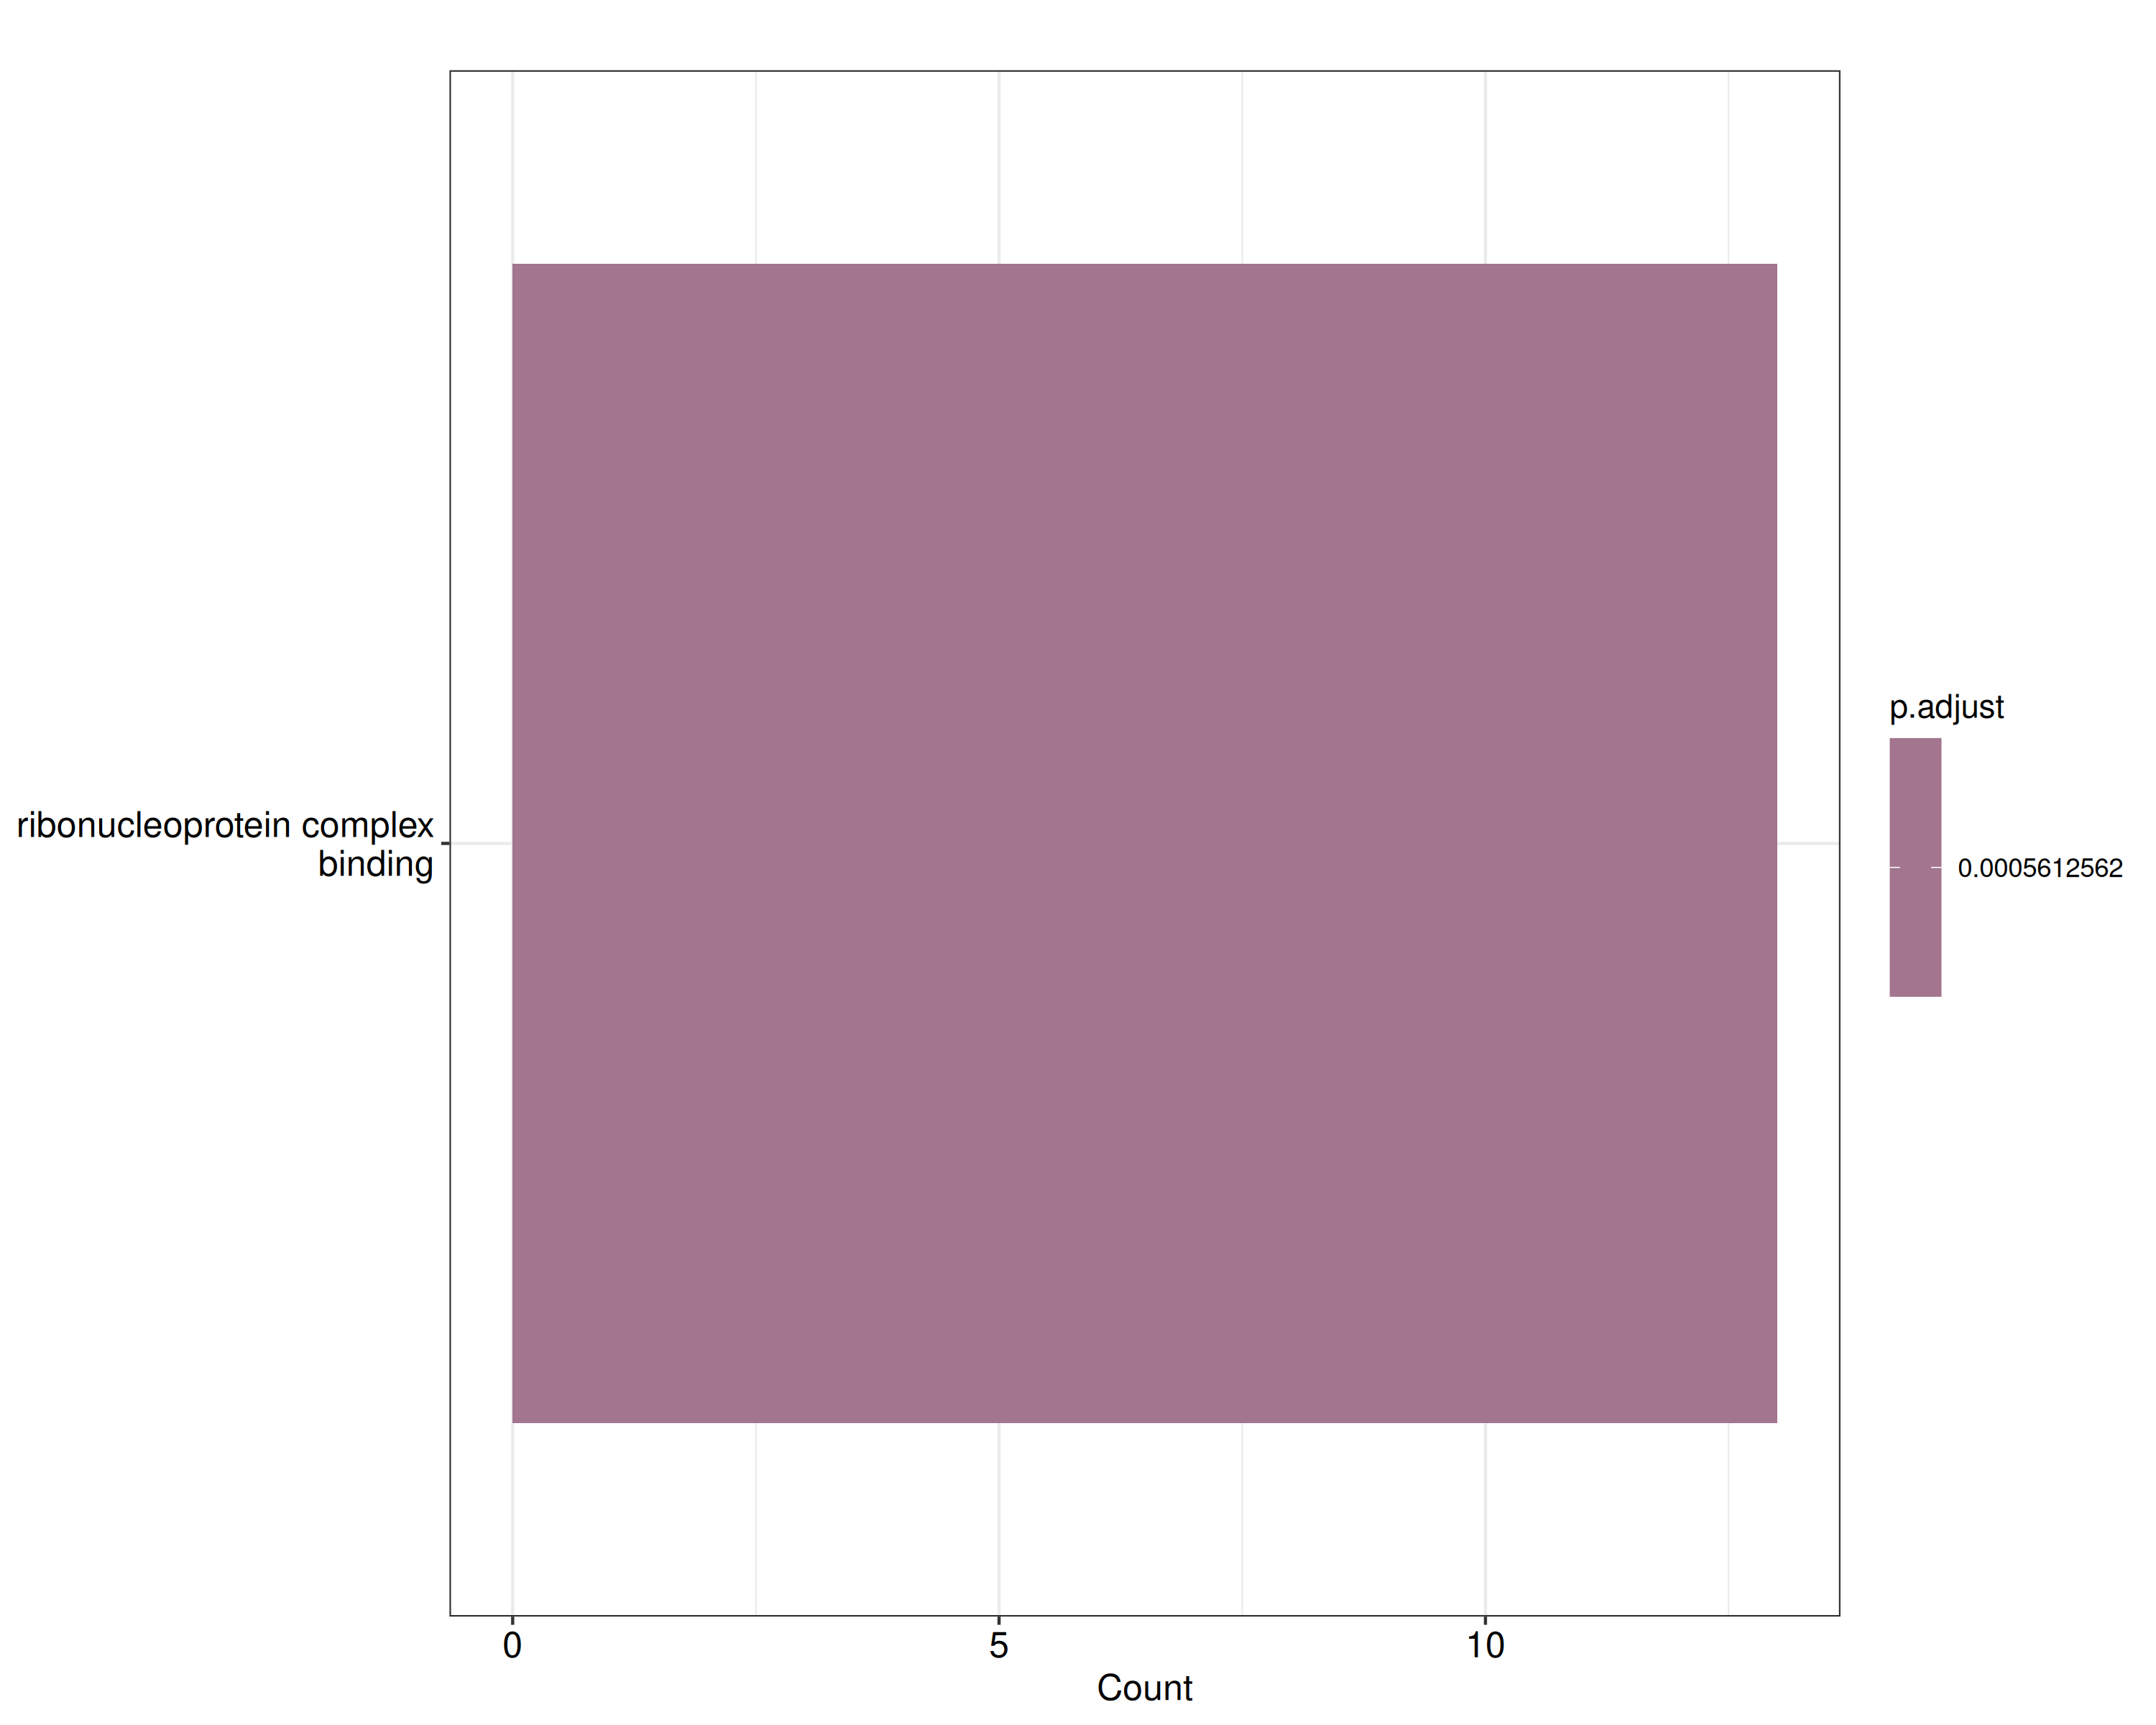 ribonucleoprotein complex
binding
0
5
10
Count
p.adjust
0.0005612562